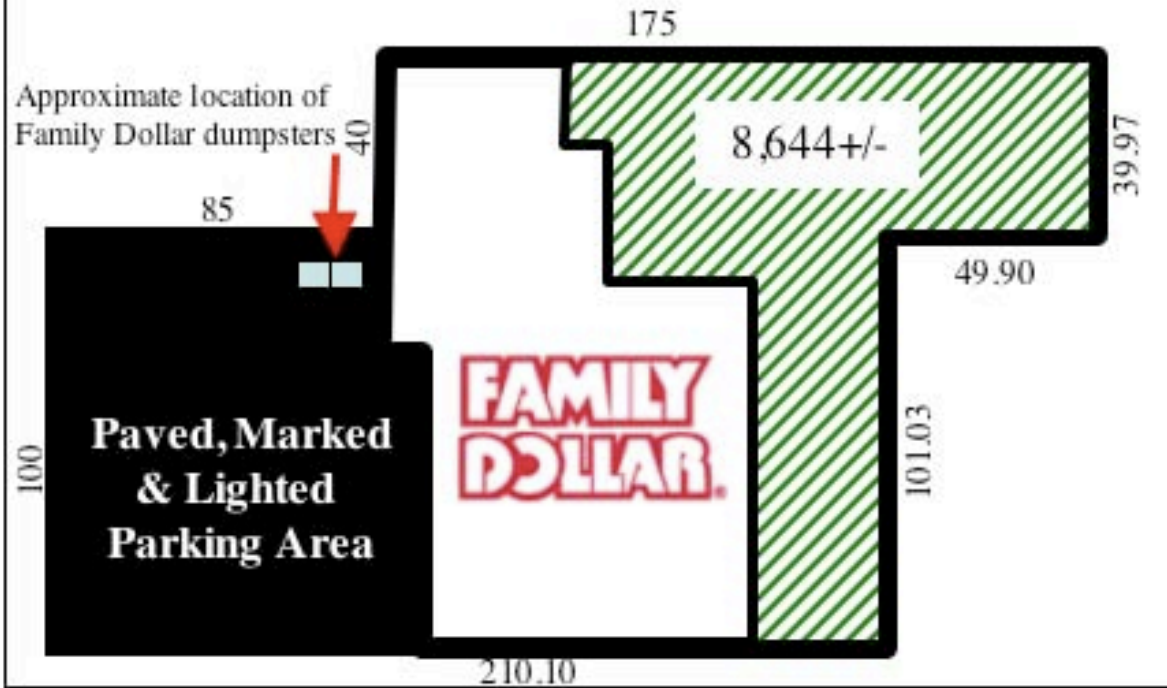 175
Approximate location of
Family Dollar dumpsters
40
8,644+/-
39.97
85
49.90
FAMILY
DOLLAR®
101.03
100
Paved, Marked
& Lighted
Parking Area
210.10